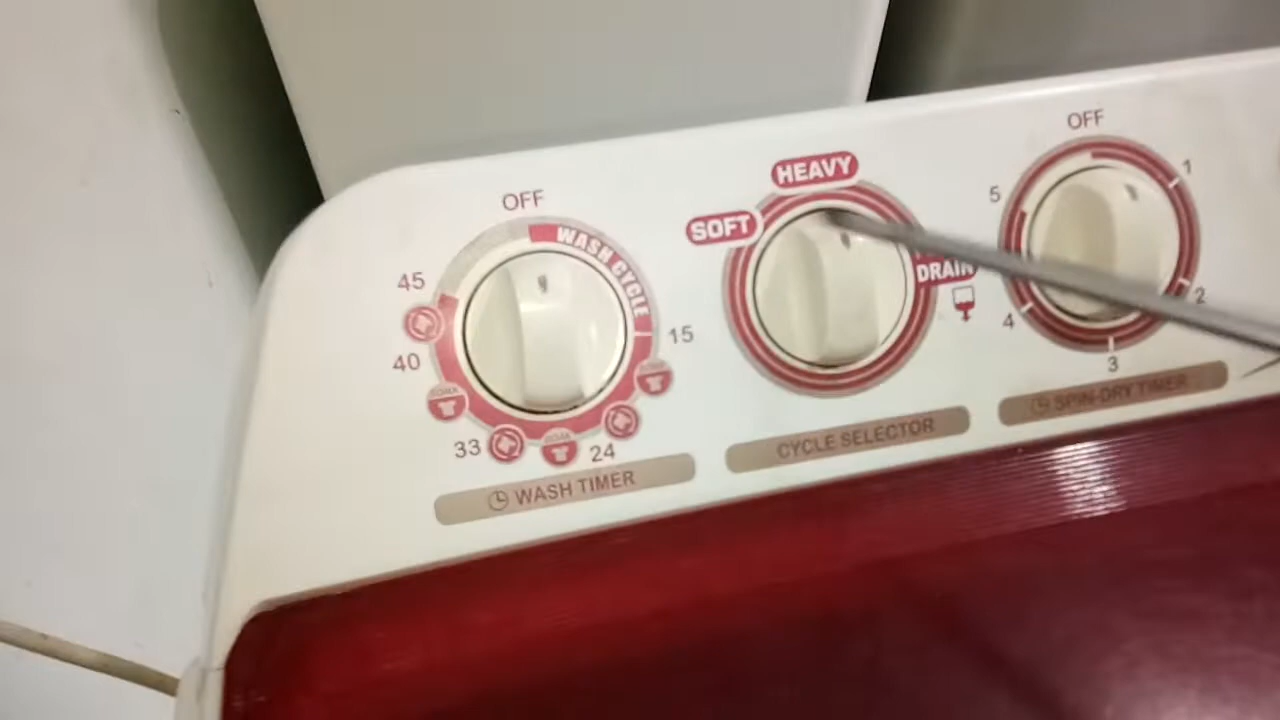 OFF
WASH CYCLE
45
15
40
SOAK
33
24
WASH TIMER
HEAVY
SOFT
DRAIN
CYCLE SELECTOR
OFF
1
5
2
4
3
SPIN-DRY TIMER